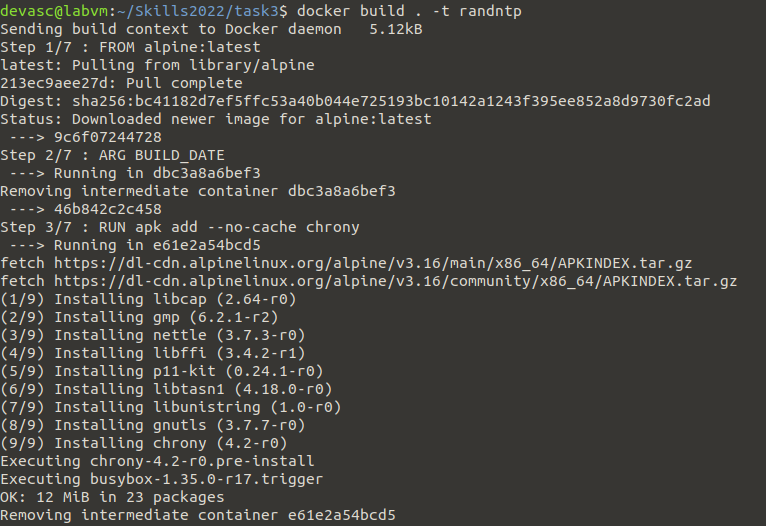 devasc@labvm:~/Skills2022/task3$ docker build . -t randntp
Sending build context to Docker daemon   5.12kB
Step 1/7 : FROM alpine:latest
latest: Pulling from library/alpine
213ec9aee27d: Pull complete
Digest: sha256:bc41182d7ef5ffc53a40b044e725193bc10142a1243f395ee852a8d9730fc2ad
Status: Downloaded newer image for alpine:latest
 ---> 9c6f07244728
Step 2/7 : ARG BUILD_DATE
 ---> Running in dbc3a8a6bef3
Removing intermediate container dbc3a8a6bef3
 ---> 46b842c2c458
Step 3/7 : RUN apk add --no-cache chrony
 ---> Running in e61e2a54bcd5
fetch https://dl-cdn.alpinelinux.org/alpine/v3.16/main/x86_64/APKINDEX.tar.gz
fetch https://dl-cdn.alpinelinux.org/alpine/v3.16/community/x86_64/APKINDEX.tar.gz
(1/9) Installing libcap (2.64-r0)
(2/9) Installing gmp (6.2.1-r2)
(3/9) Installing nettle (3.7.3-r0)
(4/9) Installing libffi (3.4.2-r1)
(5/9) Installing p11-kit (0.24.1-r0)
(6/9) Installing libtasn1 (4.18.0-r0)
(7/9) Installing libunistring (1.0-r0)
(8/9) Installing gnutls (3.7.7-r0)
(9/9) Installing chrony (4.2-r0)
Executing chrony-4.2-r0.pre-install
Executing busybox-1.35.0-r17.trigger
OK: 12 MiB in 23 packages
Removing intermediate container e61e2a54bcd5